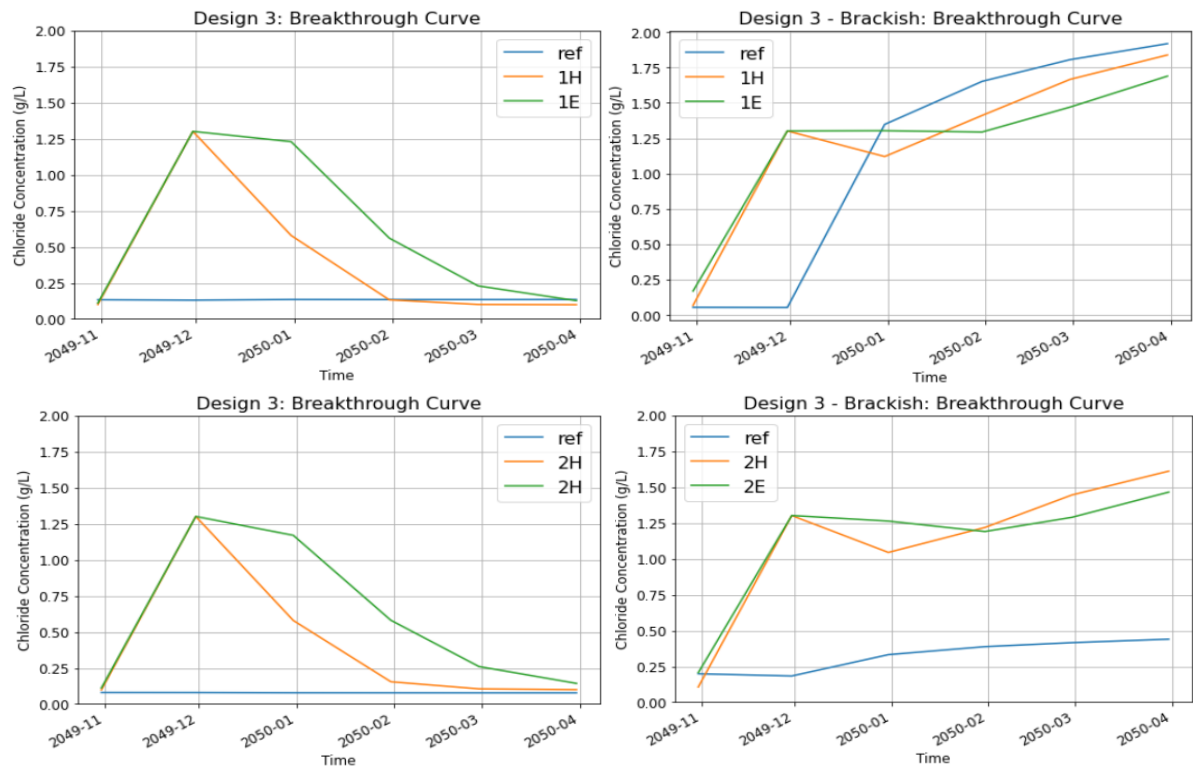 Design 3: Breakthrough Curve
Chloride Concentration (g/L)
2.00
1.75
1.50
1.25
1.00
0.75
0.50
0.25
0.00
ref
1H
1E
2049-11
2049-12
2050-01
2050-02
2050-03
2050-04
Time
Design 3 - Brackish: Breakthrough Curve
Chloride Concentration (g/L)
2.00
1.75
1.50
1.25
1.00
0.75
0.50
0.25
0.00
ref
1H
1E
2049-11
2049-12
2050-01
2050-02
2050-03
2050-04
Time
Design 3: Breakthrough Curve
Chloride Concentration (g/L)
2.00
1.75
1.50
1.25
1.00
0.75
0.50
0.25
0.00
ref
2H
2H
2049-11
2049-12
2050-01
2050-02
2050-03
2050-04
Time
Design 3 - Brackish: Breakthrough Curve
Chloride Concentration (g/L)
2.00
1.75
1.50
1.25
1.00
0.75
0.50
0.25
0.00
ref
2H
2E
2049-11
2049-12
2050-01
2050-02
2050-03
2050-04
Time